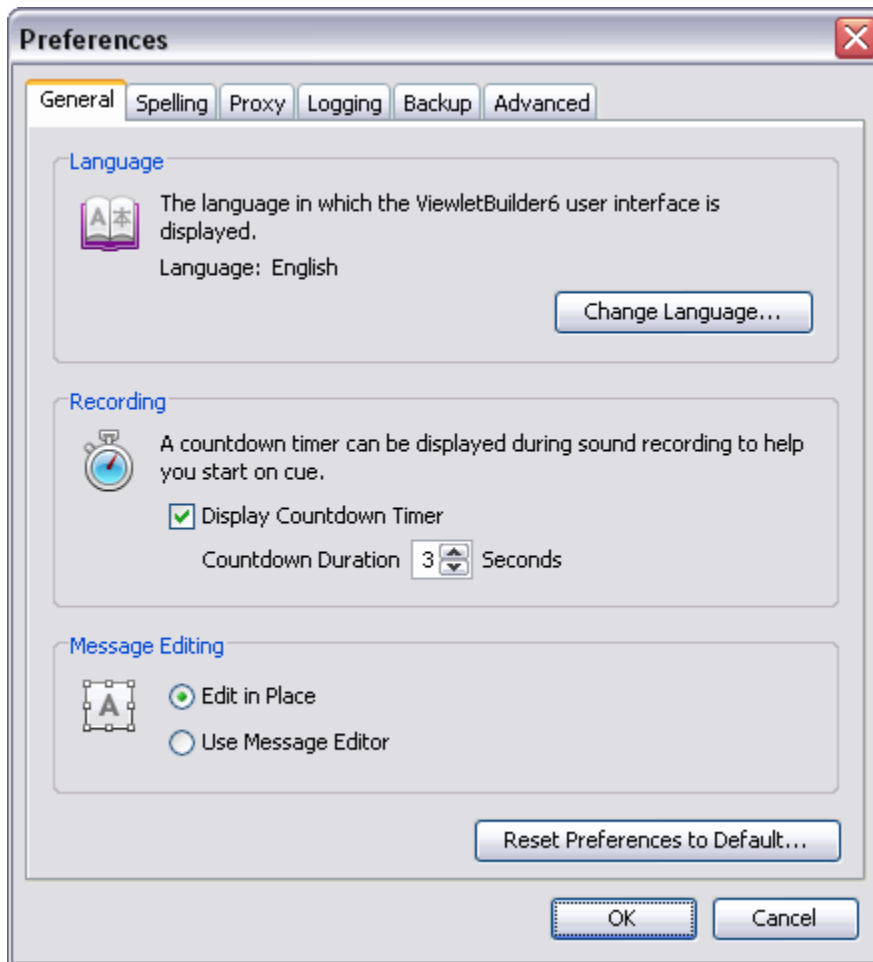 Preferences
General Spelling Proxy Logging Backup Advanced
Language
The language in which the ViewletBuilder6 user interface is
displayed.
Language: English
Change Language...
Recording
A countdown timer can be displayed during sound recording to help
you start on cue.
Display Countdown Timer
Countdown Duration 3 Seconds
Message Editing
Edit in Place
Use Message Editor
Reset Preferences to Default...
OK Cancel